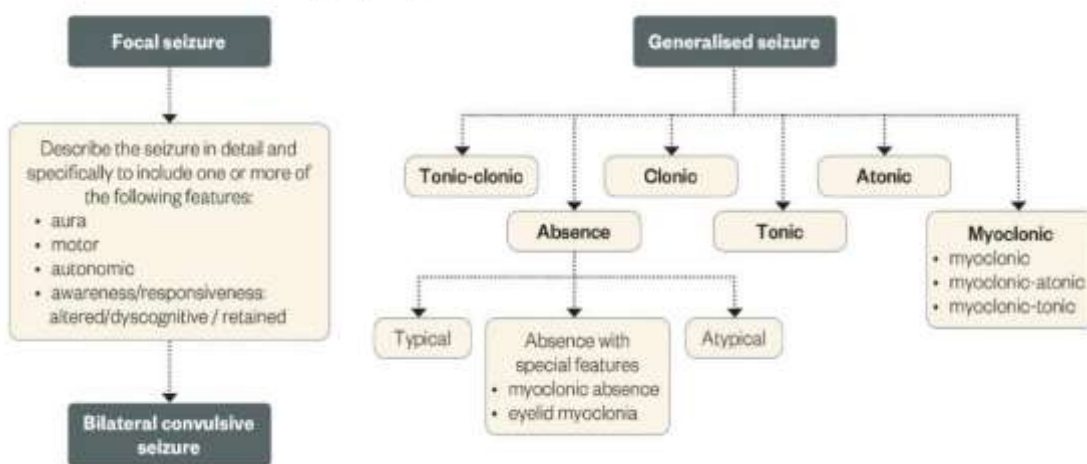 Focal seizure
Describe the seizure in detail and
specifically to include one or more of
the following features:
• aura
• motor
• autonomic
• awareness/responsiveness:
altered/dyscognitive / retained
Bilateral convulsive
seizure
Generalised seizure
Tonic-clonic
Clonic
Atonic
Absence
Tonic
Myoclonic
• myoclonic
• myoclonic-atonic
• myoclonic-tonic
Typical
Absence with
special features
• myoclonic absence
• eyelid myoclonia
Atypical